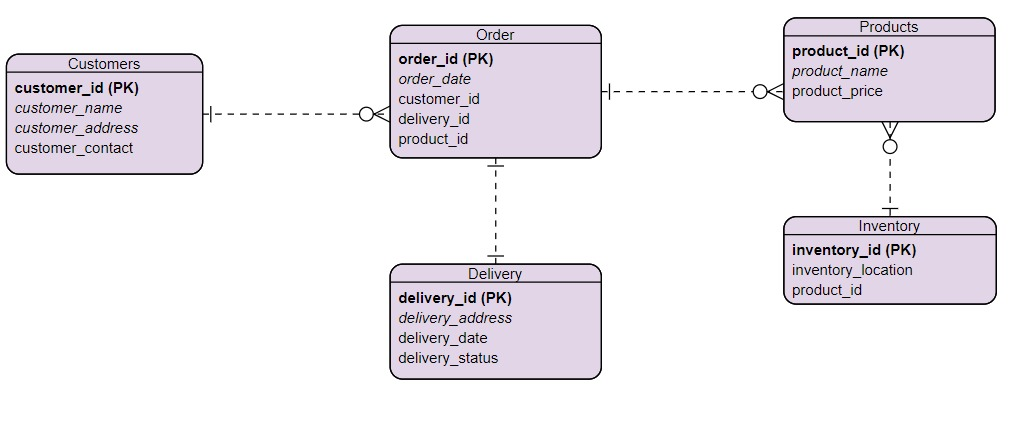 Customers
customer_id (PK)
customer_name
customer_address
customer_contact
Order
order_id (PK)
order_date
customer_id
delivery_id
product_id
Products
product_id (PK)
product_name
product_price
Delivery
delivery_id (PK)
delivery_address
delivery_date
delivery_status
Inventory
inventory_id (PK)
inventory_location
product_id